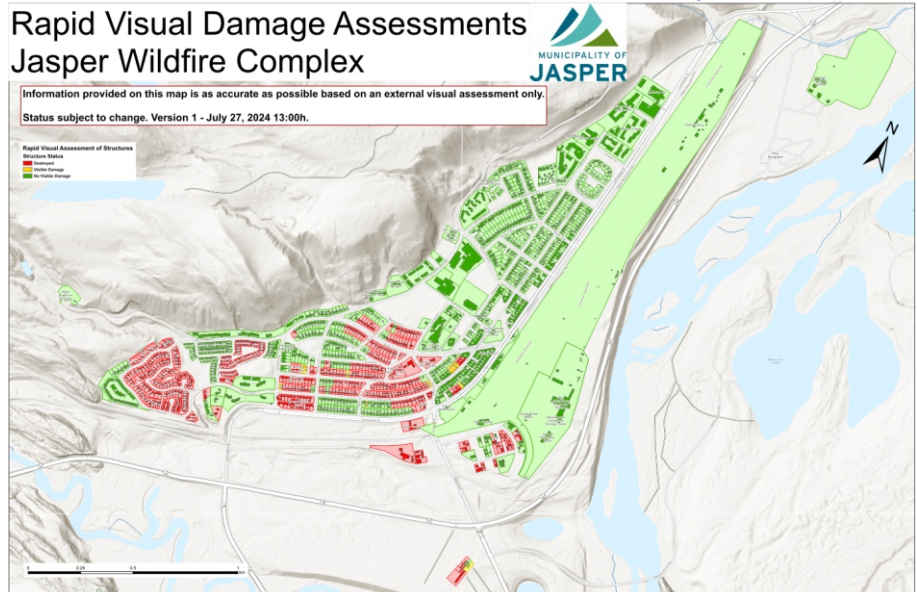 Rapid Visual Damage Assessments
Jasper Wildfire Complex
MUNICIPALITY OF
JASPER
Information provided on this map is as accurate as possible based on an external visual assessment only.
Status subject to change. Version 1 - July 27, 2024 13:00h.
Rapid Visual Assessment of Structures
Structure Status
Destroyed
Visible Damage
No Visible Damage
N
0
0.25
0.5
1